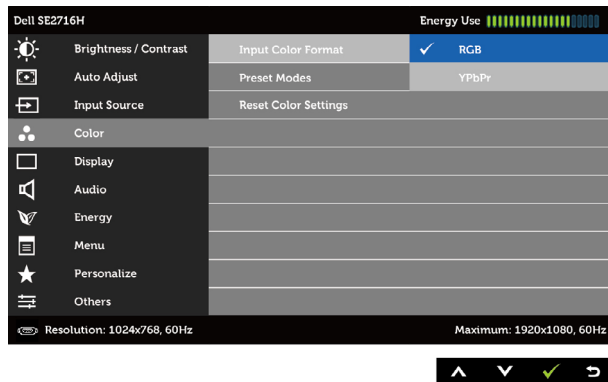 Dell SE2716H Energy Use
Brightness / Contrast Input Color Format RGB
Auto Adjust Preset Modes YPbPr
Input Source Reset Color Settings
Color
Display
Audio
Energy
Menu
Personalize
Others
Resolution: 1024x768, 60Hz Maximum: 1920x1080, 60Hz